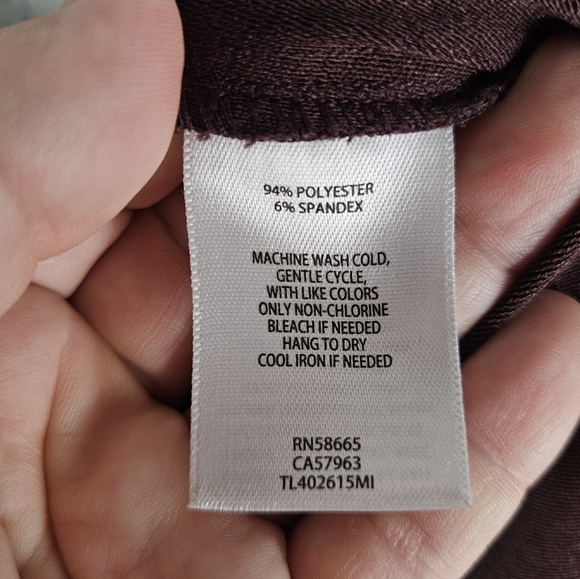 94% POLYESTER
6% SPANDEX
MACHINE WASH COLD,
GENTLE CYCLE,
WITH LIKE COLORS
ONLY NON-CHLORINE
BLEACH IF NEEDED
HANG TO DRY
COOL IRON IF NEEDED
RN58665
CA57963
TL402615MI